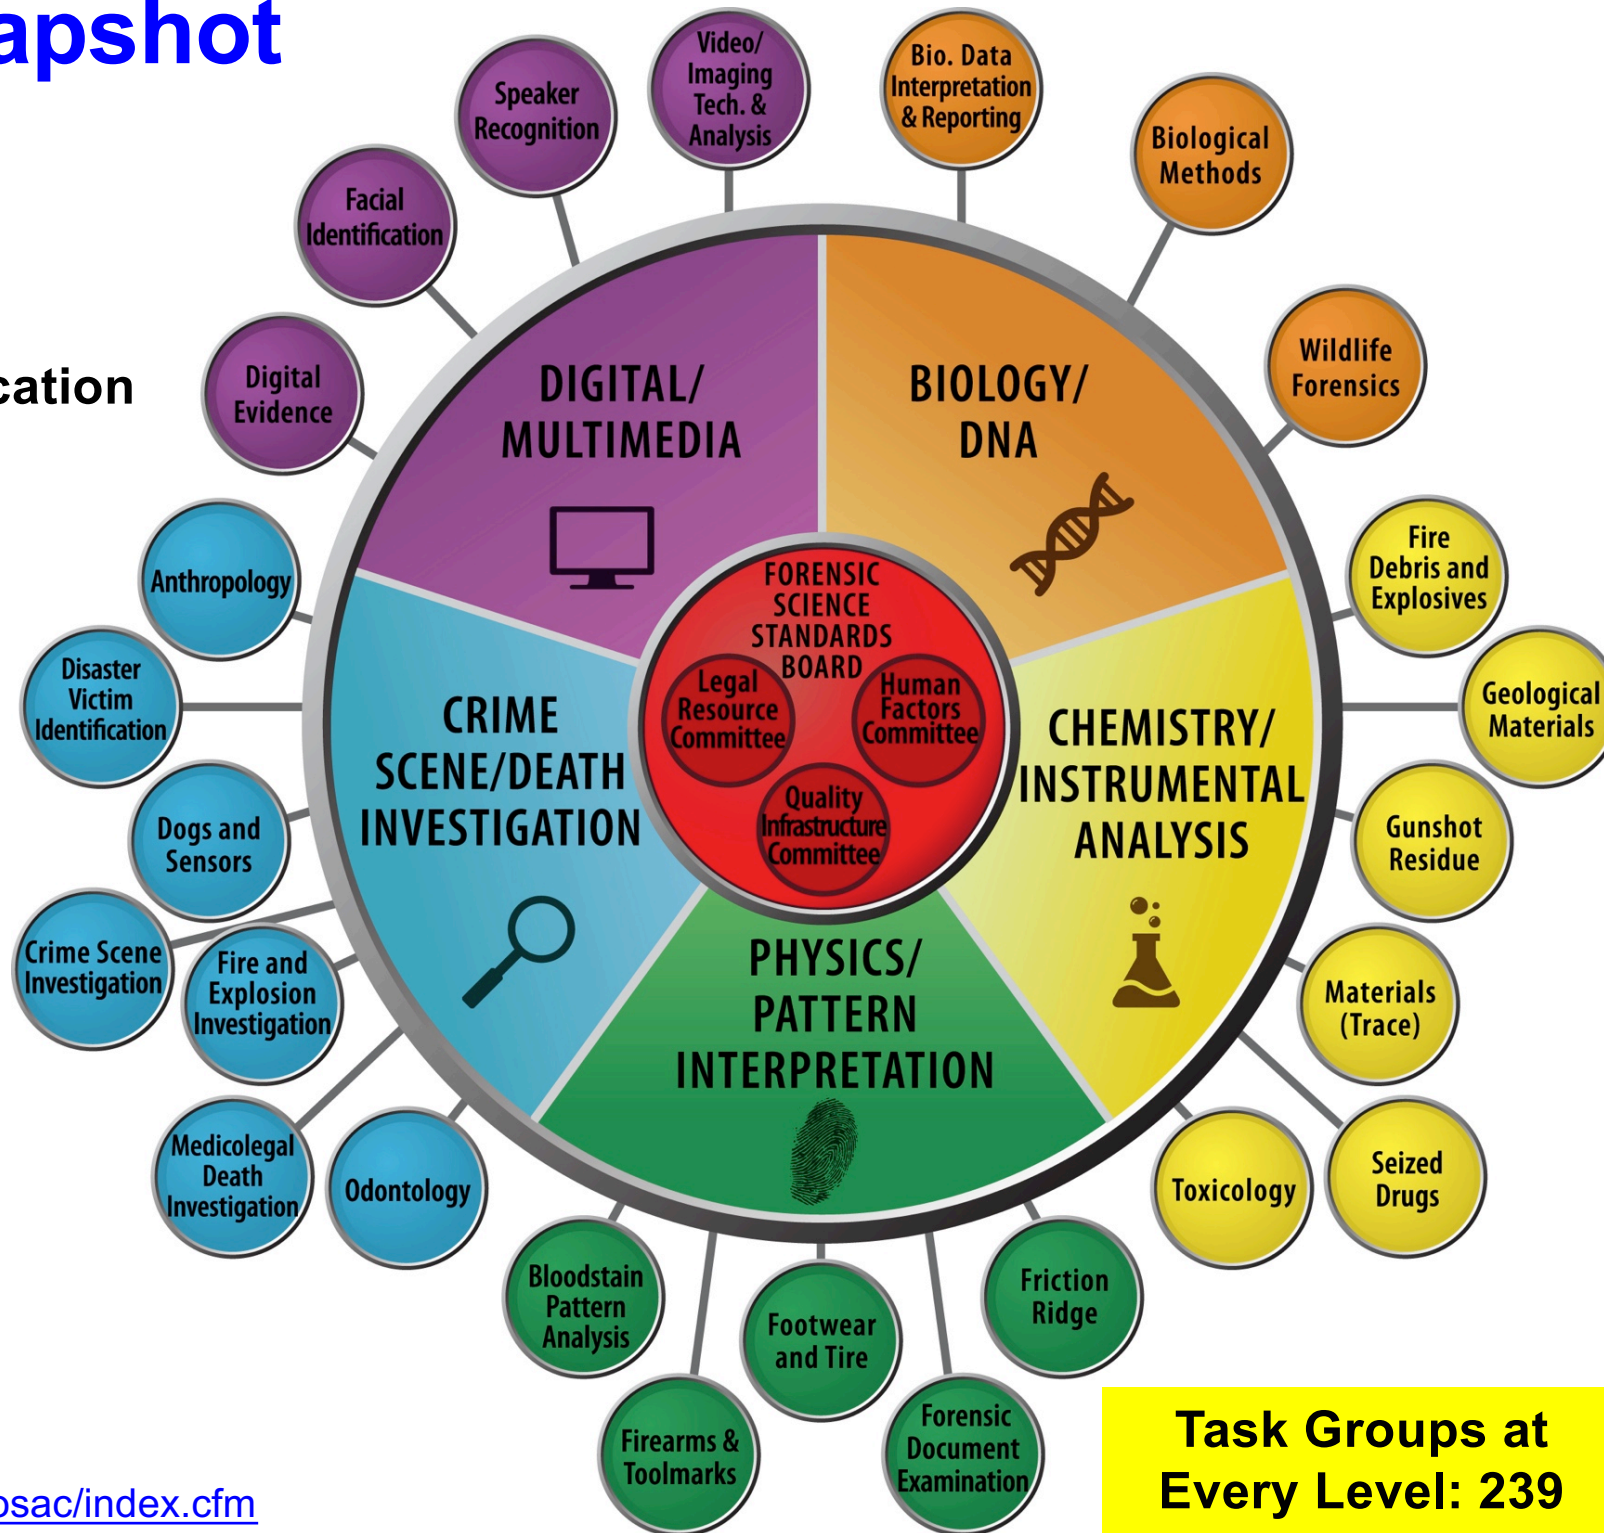 apshot
cation
Video/
Imaging
Tech. &
Analysis
Speaker
Recognition
Facial
Identification
Digital
Evidence
Bio. Data
Interpretation
& Reporting
Biological
Methods
Wildlife
Forensics
DIGITAL/
MULTIMEDIA
BIOLOGY/
DNA
FORENSIC
SCIENCE
STANDARDS
BOARD
Legal
Resource
Committee
Human
Factors
Committee
Quality
Infrastructure
Committee
CRIME
SCENE/DEATH
INVESTIGATION
CHEMISTRY/
INSTRUMENTAL
ANALYSIS
PHYSICS/
PATTERN
INTERPRETATION
Anthropology
Disaster
Victim
Identification
Dogs and
Sensors
Crime Scene
Investigation
Fire and
Explosion
Investigation
Medicolegal
Death
Investigation
Odontology
Fire
Debris and
Explosives
Geological
Materials
Gunshot
Residue
Materials
(Trace)
Seized
Drugs
Toxicology
Bloodstain
Pattern
Analysis
Firearms &
Toolmarks
Footwear
and Tire
Forensic
Document
Examination
Friction
Ridge
Task Groups at
Every Level: 239
osac/index.cfm